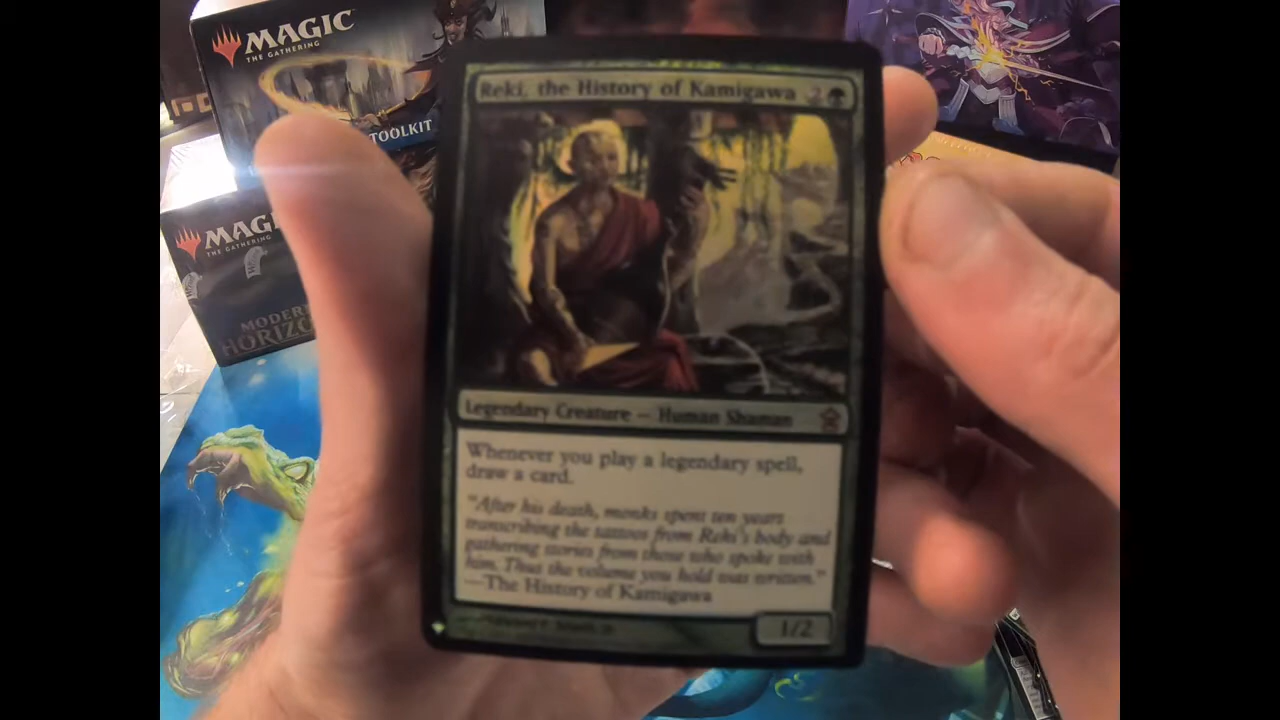 MAGIC
THE GATHERING
TOOLKIT
MAGI
THE GATHERING
MODERN
HORIZO
Reki, the History of Kamigawa 2
Legendary Creature — Human Shaman
Whenever you play a legendary spell,
draw a card.
"After his death, monks spent ten years
transcribing the tattoos from Reki's body and
gathering stories from those who spoke with
him. Thus the volume you hold was written."
—The History of Kamigawa
1/2